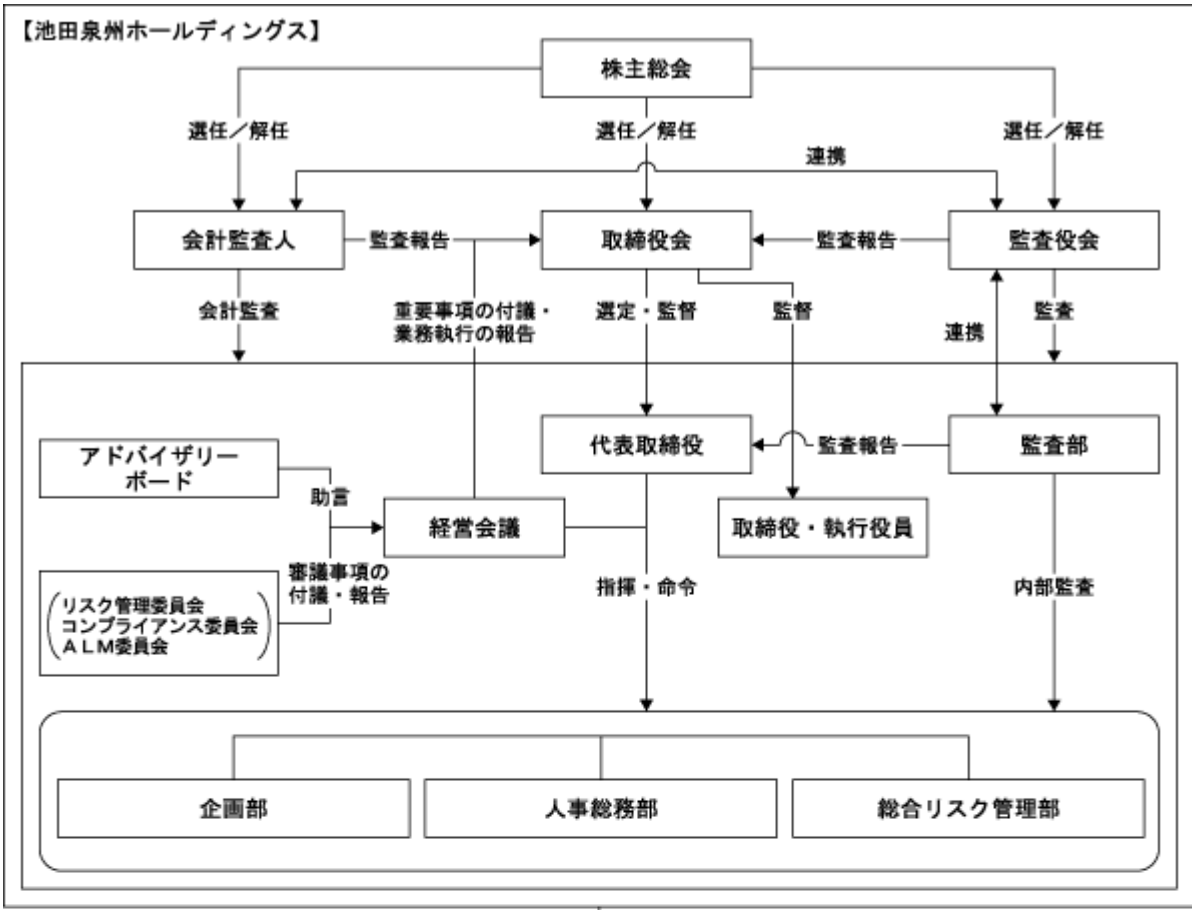 【池田泉州ホールディングス】
株主総会
選任／解任
選任／解任
選任／解任
連携
会計監査人
監査報告
取締役会
監査報告
監査役会
会計監査
重要事項の付議・
業務執行の報告
選定・監督
監督
連携
監査
アドバイザリー
ボード
代表取締役
監査報告
監査部
助言
経営会議
取締役・執行役員
審議事項の
付議・報告
リスク管理委員会
コンプライアンス委員会
ＡＬＭ委員会
指揮・命令
内部監査
企画部
人事総務部
総合リスク管理部